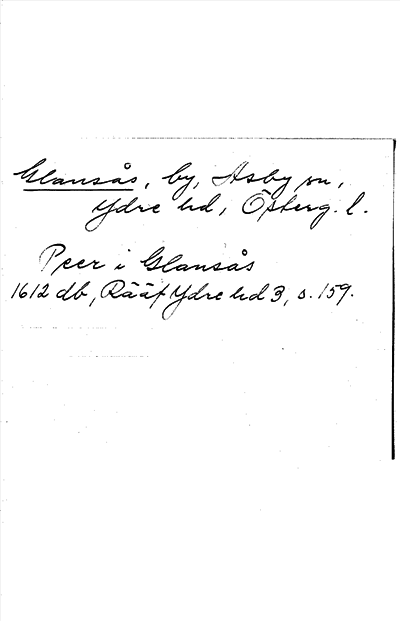 Glansås, by, Asby sn,
Ydre hd, Österg. l.
Peer i Glansås
1612 db, Rääf Ydre hd 3, s. 159.